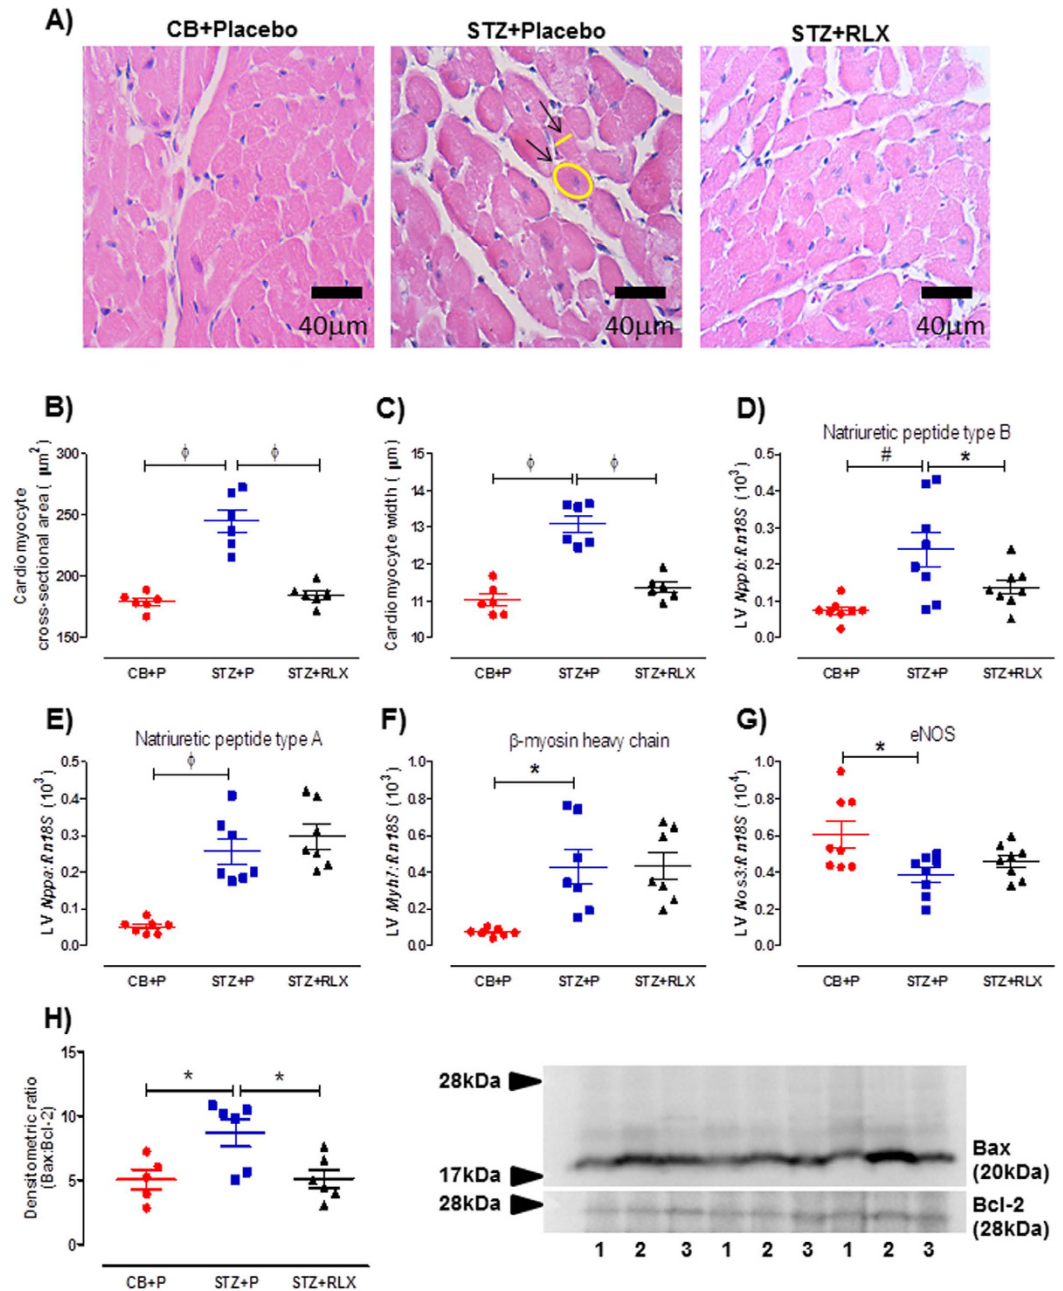 A)
CB+Placebo
STZ+Placebo
STZ+RLX
40μm
40μm
40μm
B)
Cardiomyocyte
cross-sectional area ( μm²)
300
250
200
150
ϕ
ϕ
CB+P
STZ+P
STZ+RLX
C)
Cardiomyocyte width ( μm)
15
14
13
12
11
10
ϕ
ϕ
CB+P
STZ+P
STZ+RLX
D)
Natriuretic peptide type B
LV Nppb:Rn18S (10³)
0.5
0.4
0.3
0.2
0.1
0.0
#
*
CB+P
STZ+P
STZ+RLX
E)
Natriuretic peptide type A
LV Nppa:Rn18S (10³)
0.5
0.4
0.3
0.2
0.1
0.0
ϕ
CB+P
STZ+P
STZ+RLX
F)
β-myosin heavy chain
LV Myh7:Rn18S (10³)
1.0
0.8
0.6
0.4
0.2
0.0
*
CB+P
STZ+P
STZ+RLX
G)
eNOS
LV Nos3:Rn18S (10⁴)
1.0
0.8
0.6
0.4
0.2
0.0
*
CB+P
STZ+P
STZ+RLX
H)
Densitometric ratio
(Bax:Bcl-2)
15
10
5
0
*
*
CB+P
STZ+P
STZ+RLX
28kDa
17kDa
28kDa
Bax
(20kDa)
Bcl-2
(28kDa)
1 2 3 1 2 3 1 2 3